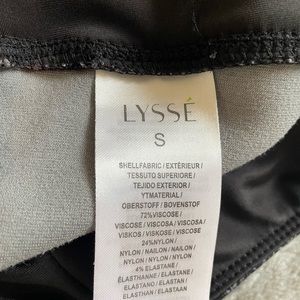 LYSSÉ
S
SHELLFABRIC / EXTÉRIEUR /
TESSUTO SUPERIORE /
TEJIDO EXTERIOR /
YTMATERIAL /
OBERSTOFF / BOVENSTOF
72%VISCOSE /
VISCOSE / VISCOSA / VISCOSA /
VISKOS / VISKOSE / VISCOSE
24%NYLON /
NYLON / NAILON / NAILON /
NYLON / NYLON / NYLON
4% ELASTANE /
ÉLASTHANNE / ELASTANE /
ELASTANO / ELASTAN /
ELASTHAN / ELASTAAN